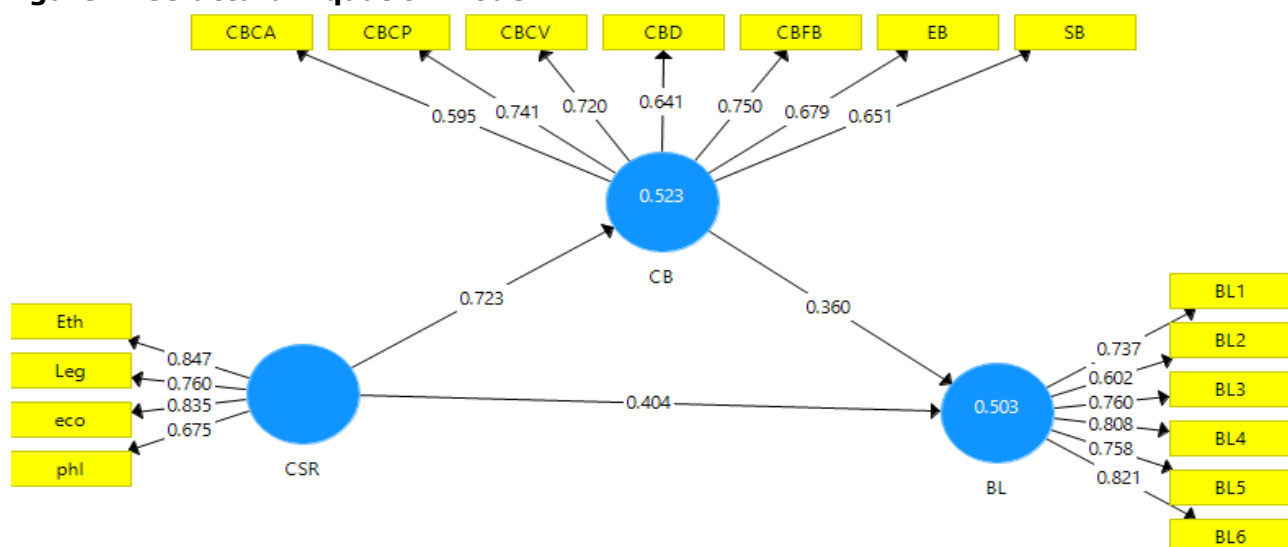 CBCA
CBCP
CBCV
CBD
CBFB
EB
SB
0.595
0.741
0.720
0.641
0.750
0.679
0.651
0.523
CB
0.723
0.360
Eth
Leg
eco
phl
0.847
0.760
0.835
0.675
CSR
0.404
0.503
BL
0.737
0.602
0.760
0.808
0.758
0.821
BL1
BL2
BL3
BL4
BL5
BL6